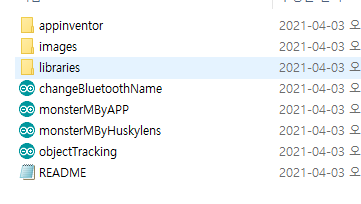 appinventor 2021-04-03 오
images 2021-04-03 오
libraries 2021-04-03 오
changeBluetoothName 2021-04-03 오
monsterMByAPP 2021-04-03 오
monsterMByHuskylens 2021-04-03 오
objectTracking 2021-04-03 오
README 2021-04-03 오